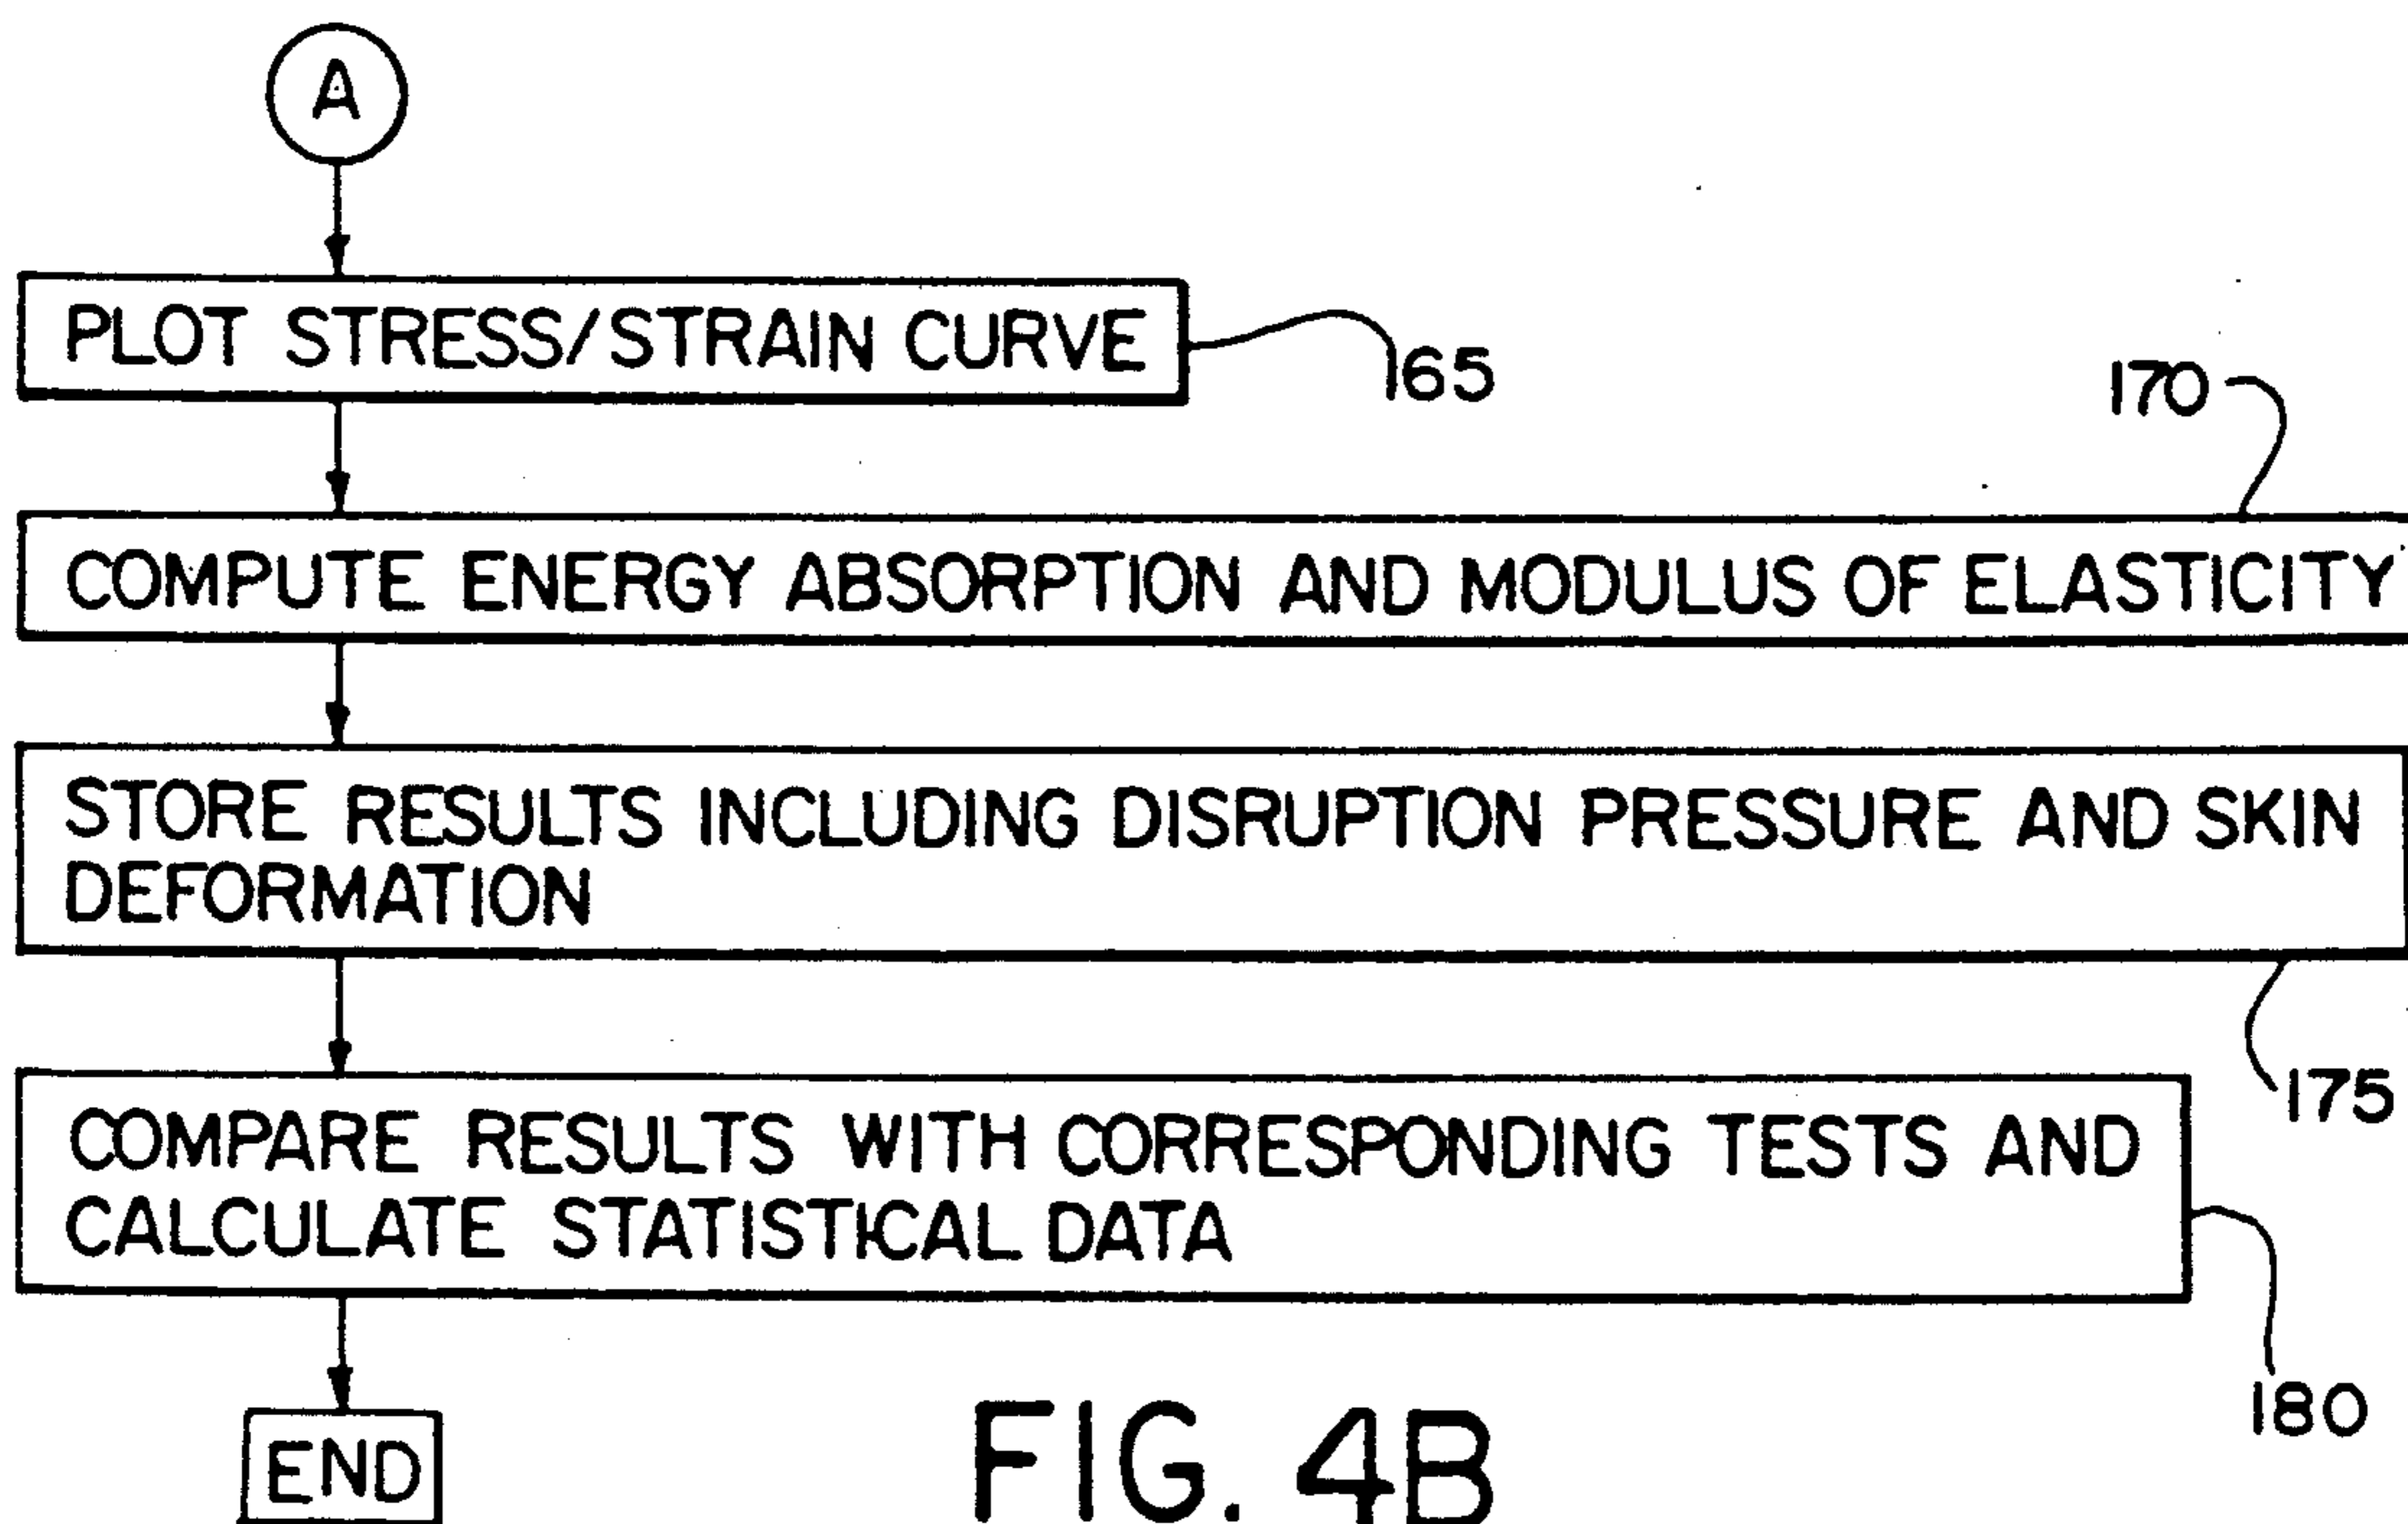 A
PLOT STRESS/STRAIN CURVE
165
170
COMPUTE ENERGY ABSORPTION AND MODULUS OF ELASTICITY
STORE RESULTS INCLUDING DISRUPTION PRESSURE AND SKIN
DEFORMATION
175
COMPARE RESULTS WITH CORRESPONDING TESTS AND
CALCULATE STATISTICAL DATA
180
END
FIG. 4B